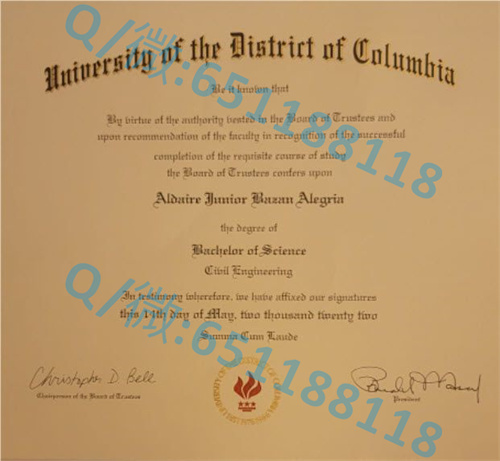 University of the District of Columbia
Be it known that
By virtue of the authority vested in the Board of Trustees and
upon recommendation of the faculty in recognition of the successful
completion of the requisite course of study
the Board of Trustees confers upon
Aldaire Junior Bazan Alegria
the degree of
Bachelor of Science
Civil Engineering
In testimony wherefore, we have affixed our signatures
this 14th day of May, two thousand twenty two
Summa Cum Laude
Christopher D. Bell
Chairperson of the Board of Trustees
President
Q/微:651188118
Q/微:651188118